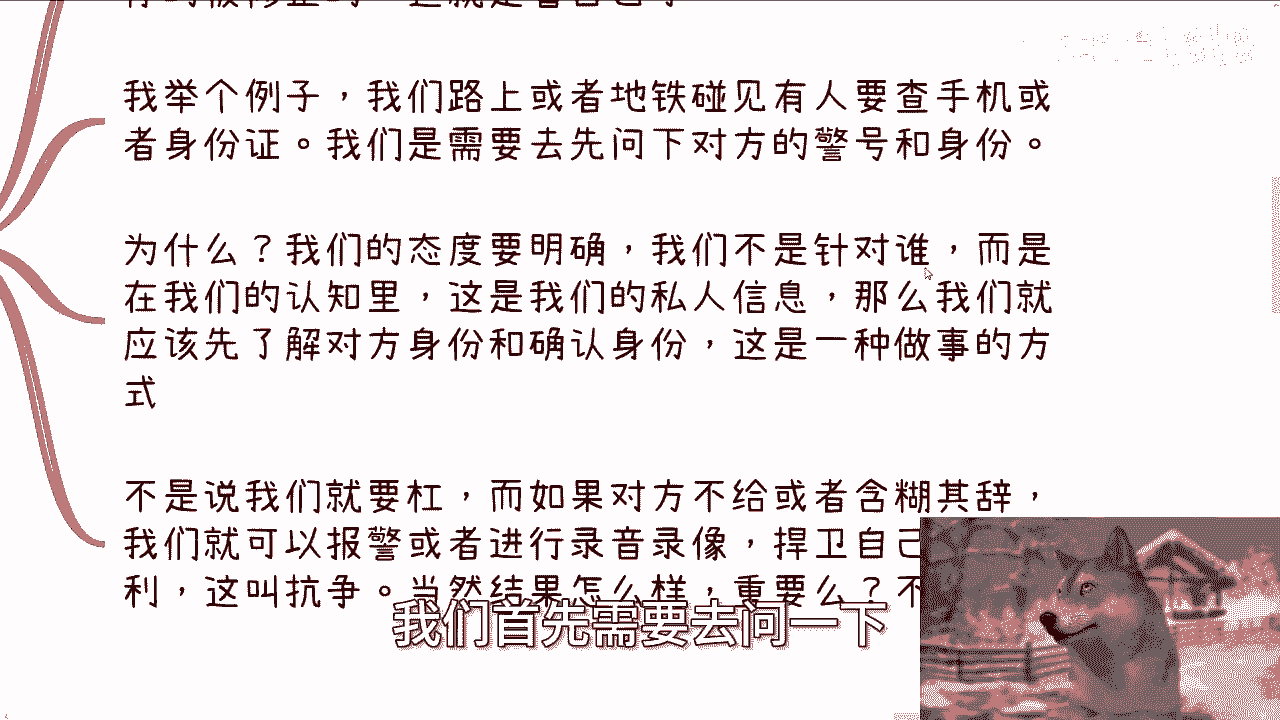 我举个例子，我们路上或者地铁碰见有人要查手机或
者身份证。我们是需要去先问下对方的警号和身份。
为什么？我们的态度要明确，我们不是针对谁，而是
在我们的认知里，这是我们的私人信息，那么我们就
应该先了解对方身份和确认身份，这是一种做事的方
式
不是说我们就要杠，而如果对方不给或者含糊其辞，
我们就可以报警或者进行录音录像，捍卫自己
利，这叫抗争。当然结果怎么样，重要么？不
我们首先需要去问一下